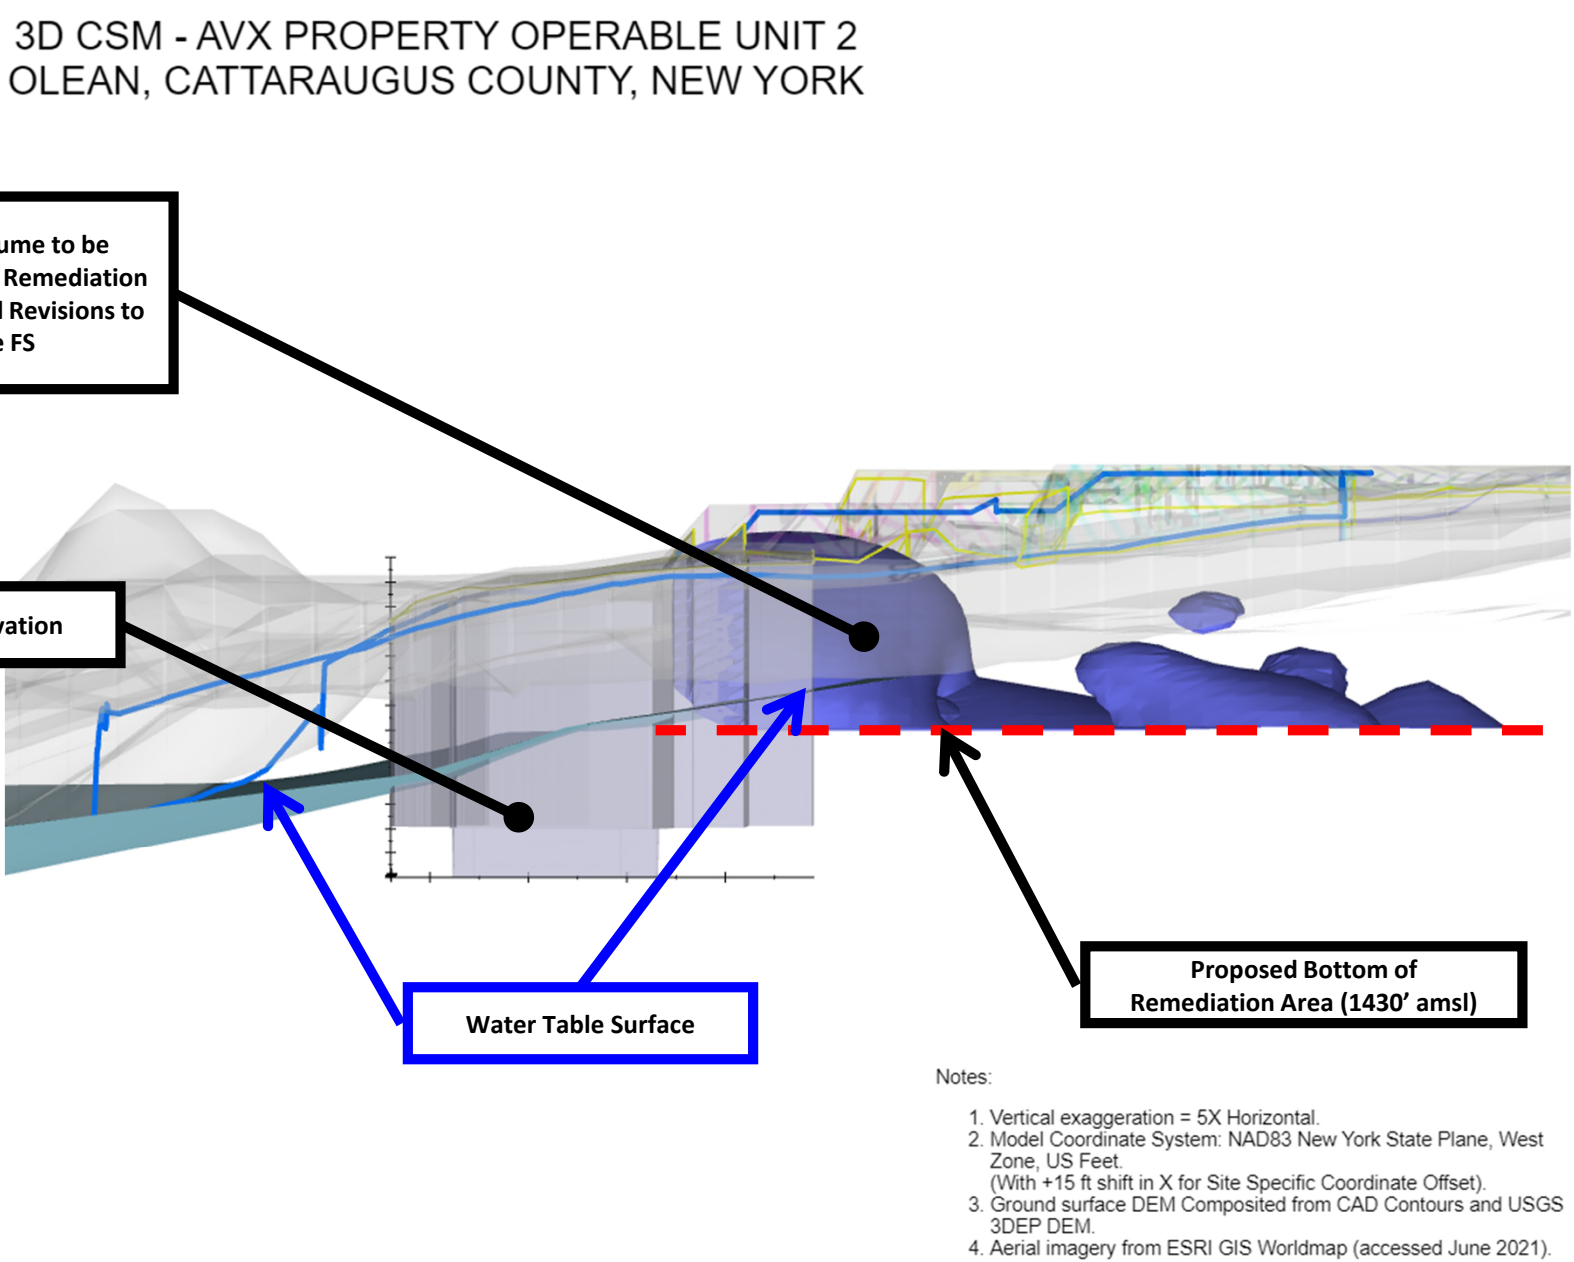 3D CSM - AVX PROPERTY OPERABLE UNIT 2
OLEAN, CATTARAUGUS COUNTY, NEW YORK
ume to be
Remediation
Revisions to
FS
vation
Water Table Surface
Proposed Bottom of
Remediation Area (1430’ amsl)
Notes:
1. Vertical exaggeration = 5X Horizontal.
2. Model Coordinate System: NAD83 New York State Plane, West
Zone, US Feet.
(With +15 ft shift in X for Site Specific Coordinate Offset).
3. Ground surface DEM Composited from CAD Contours and USGS
3DEP DEM.
4. Aerial imagery from ESRI GIS Worldmap (accessed June 2021).